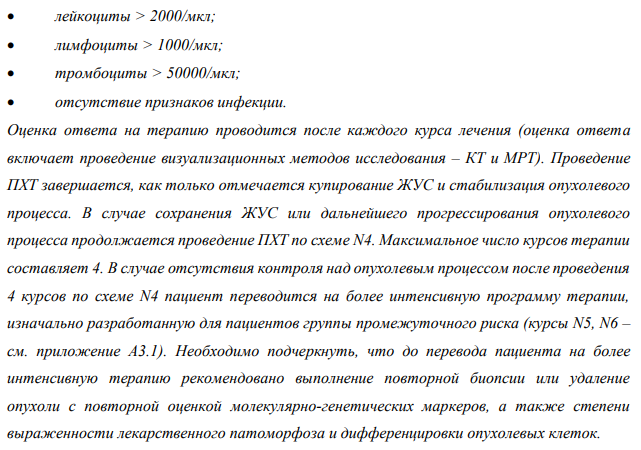 • лейкоциты > 2000/мкл;
• лимфоциты > 1000/мкл;
• тромбоциты > 50000/мкл;
• отсутствие признаков инфекции.
Оценка ответа на терапию проводится после каждого курса лечения (оценка ответа
включает проведение визуализационных методов исследования – КТ и МРТ). Проведение
ПХТ завершается, как только отмечается купирование ЖУС и стабилизация опухолевого
процесса. В случае сохранения ЖУС или дальнейшего прогрессирования опухолевого
процесса продолжается проведение ПХТ по схеме N4. Максимальное число курсов терапии
составляет 4. В случае отсутствия контроля над опухолевым процессом после проведения
4 курсов по схеме N4 пациент переводится на более интенсивную программу терапии,
изначально разработанную для пациентов группы промежуточного риска (курсы N5, N6 –
см. приложение А3.1). Необходимо подчеркнуть, что до перевода пациента на более
интенсивную терапию рекомендовано выполнение повторной биопсии или удаление
опухоли с повторной оценкой молекулярно-генетических маркеров, а также степени
выраженности лекарственного патоморфоза и дифференцировки опухолевых клеток.